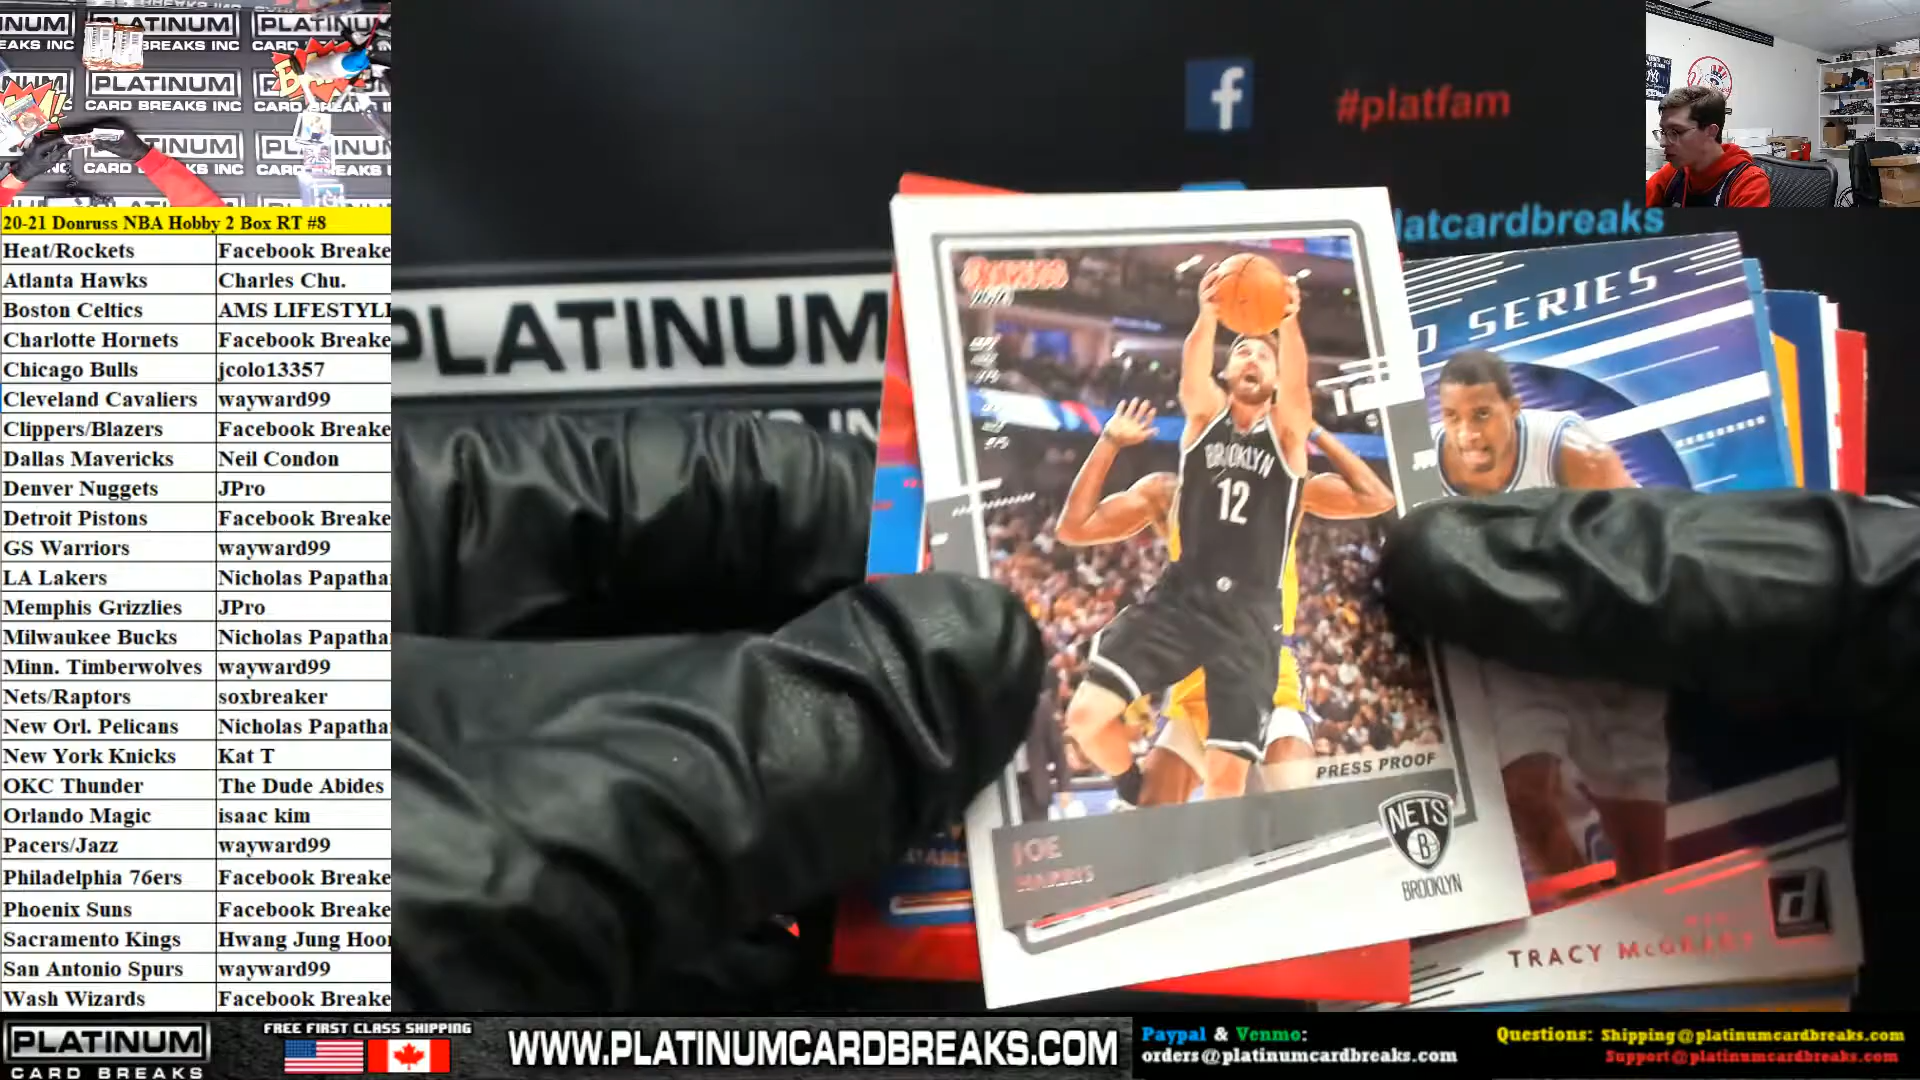 PLATINUM
CARD BREAKS INC
#platfam
latcardbreaks
20-21 Donruss NBA Hobby 2 Box RT #8
Heat/Rockets Facebook Breake
Atlanta Hawks Charles Chu.
Boston Celtics AMS LIFESTYLE
Charlotte Hornets Facebook Breake
Chicago Bulls jcolo13357
Cleveland Cavaliers wayward99
Clippers/Blazers Facebook Breake
Dallas Mavericks Neil Condon
Denver Nuggets JPro
Detroit Pistons Facebook Breake
GS Warriors wayward99
LA Lakers Nicholas Papatha
Memphis Grizzlies JPro
Milwaukee Bucks Nicholas Papatha
Minn. Timberwolves wayward99
Nets/Raptors soxbreaker
New Orl. Pelicans Nicholas Papatha
New York Knicks Kat T
OKC Thunder The Dude Abides
Orlando Magic isaac kim
Pacers/Jazz wayward99
Philadelphia 76ers Facebook Breake
Phoenix Suns Facebook Breake
Sacramento Kings Hwang Jung Hoon
San Antonio Spurs wayward99
Wash Wizards Facebook Breake
PLATINUM
Donruss
BROOKLYN
12
PRESS PROOF
JOE
HARRIS
NETS
B
BROOKLYN
SERIES
TRACY McGRADY
d
PLATINUM
CARD BREAKS
FREE FIRST CLASS SHIPPING
WWW.PLATINUMCARDBREAKS.COM
Paypal & Venmo:
orders@platinumcardbreaks.com
Questions: Shipping@platinumcardbreaks.com
Support@platinumcardbreaks.com